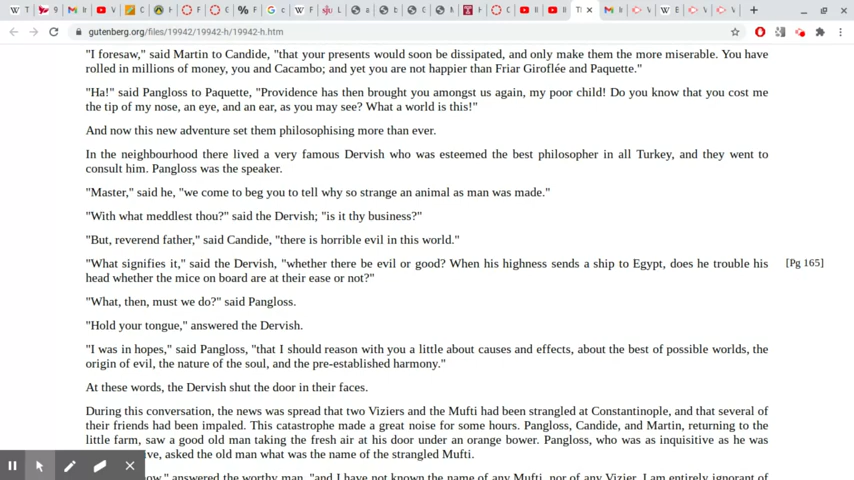 gutenberg.org/files/19942-h/19942-h.htm
"I foresaw," said Martin to Candide, "that your presents would soon be dissipated, and only make them the more miserable. You have
rolled in millions of money, you and Cacambo; and yet you are not happier than Friar Giroflée and Paquette."
"Ha!" said Pangloss to Paquette, "Providence has then brought you amongst us again, my poor child! Do you know that you cost me
the tip of my nose, an eye, and an ear, as you may see? What a world is this!"
And now this new adventure set them philosophising more than ever.
In the neighbourhood there lived a very famous Dervish who was esteemed the best philosopher in all Turkey, and they went to
consult him. Pangloss was the speaker.
"Master," said he, "we come to beg you to tell why so strange an animal as man was made."
"With what meddlest thou?" said the Dervish; "is it thy business?"
"But, reverend father," said Candide, "there is horrible evil in this world."
"What signifies it," said the Dervish, "whether there be evil or good? When his highness sends a ship to Egypt, does he trouble his
[Pg 165]
head whether the mice on board are at their ease or not?"
"What, then, must we do?" said Pangloss.
"Hold your tongue," answered the Dervish.
"I was in hopes," said Pangloss, "that I should reason with you a little about causes and effects, about the best of possible worlds, the
origin of evil, the nature of the soul, and the pre-established harmony."
At these words, the Dervish shut the door in their faces.
During this conversation, the news was spread that two Viziers and the Mufti had been strangled at Constantinople, and that several of
their friends had been impaled. This catastrophe made a great noise for some hours. Pangloss, Candide, and Martin, returning to the
little farm, saw a good old man taking the fresh air at his door under an orange bower. Pangloss, who was as inquisitive as he was
ive, asked the old man what was the name of the strangled Mufti.
answered the worthy man, "and I have not known the name of any Mufti, nor of any Vizier. I am entirely ignorant of